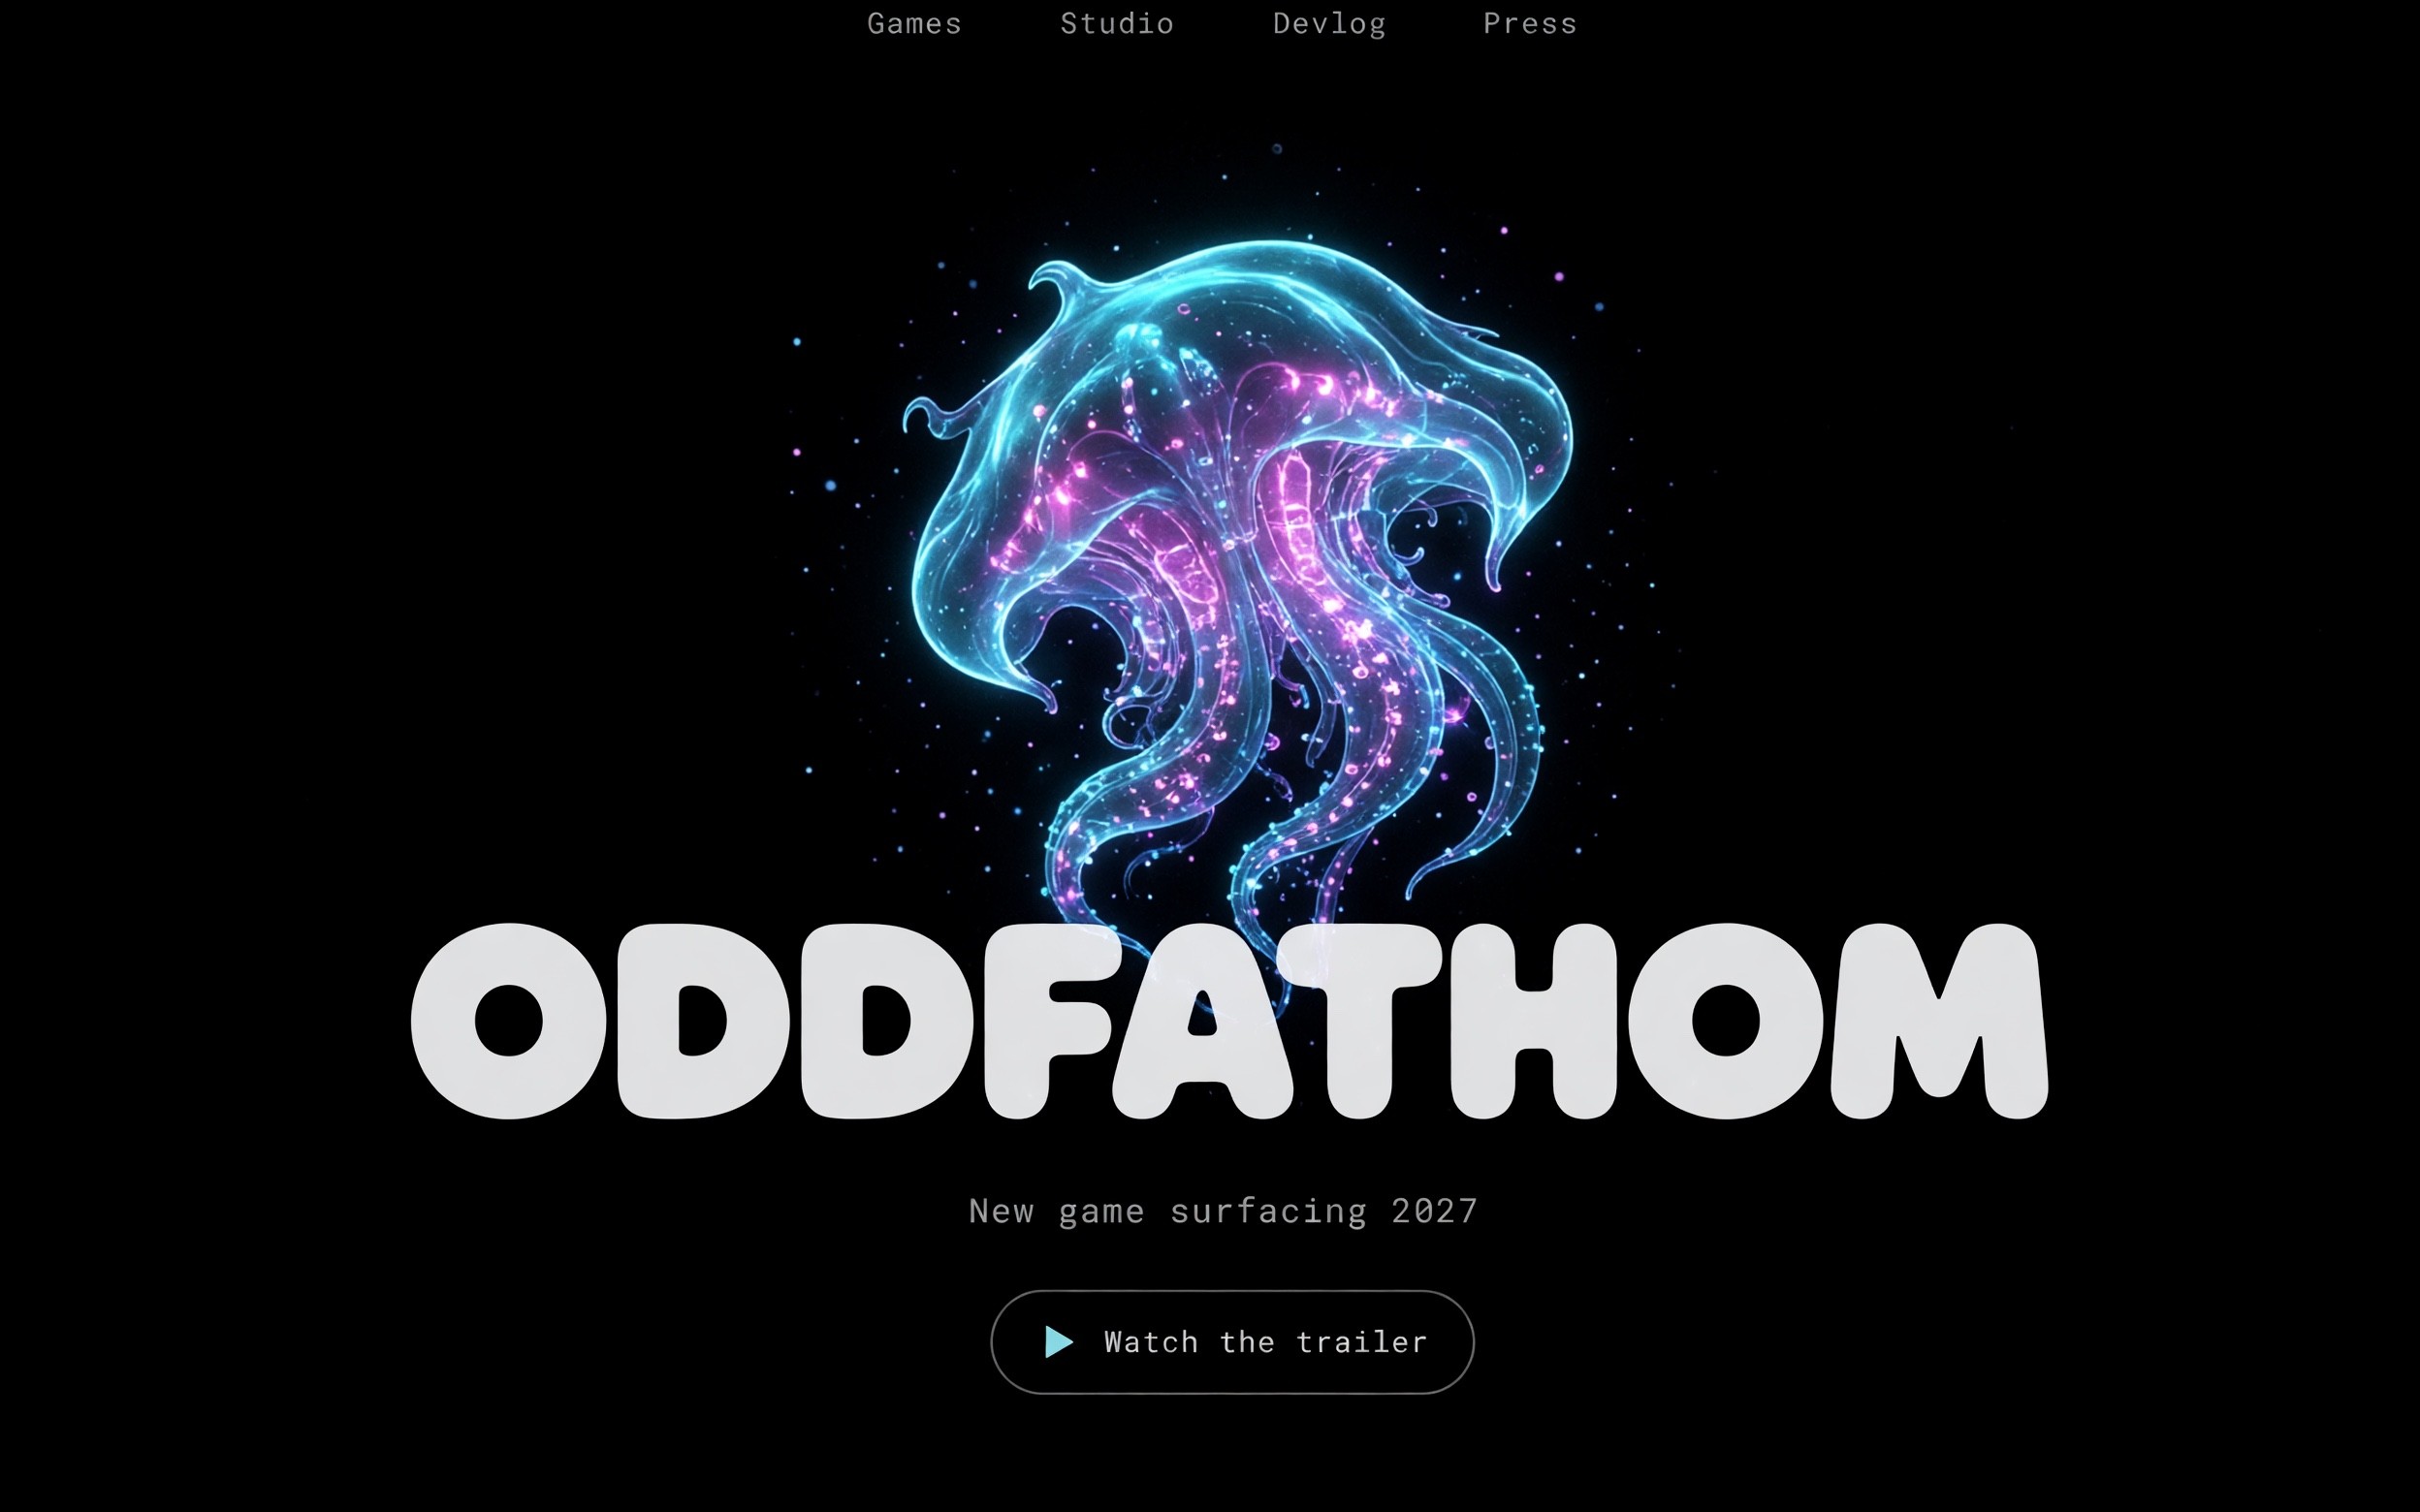 Games Studio Devlog Press
ODDFATHOM
New game surfacing 2027
Watch the trailer